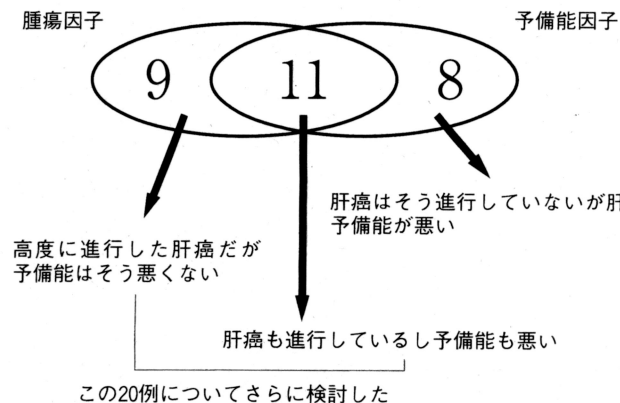 腫瘍因子
予備能因子
9
11
8
肝癌はそう進行していないが肝
予備能が悪い
高度に進行した肝癌だが
予備能はそう悪くない
肝癌も進行しているし予備能も悪い
この20例についてさらに検討した